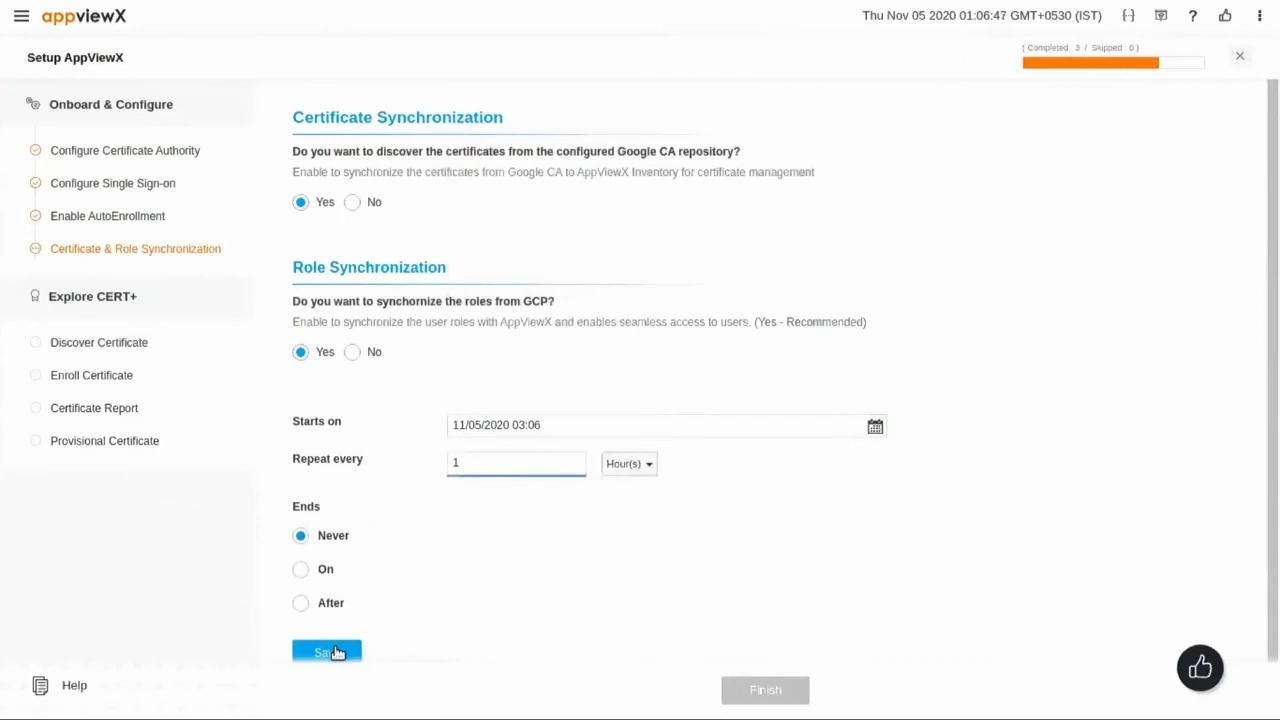 appviewX
Thu Nov 05 2020 01:06:47 GMT+0530 (IST)
?
Setup AppViewX
( Completed : 3 / Skipped : 0 )
Onboard & Configure
Configure Certificate Authority
Configure Single Sign-on
Enable AutoEnrollment
Certificate & Role Synchronization
Explore CERT+
Discover Certificate
Enroll Certificate
Certificate Report
Provisional Certificate
Help
Certificate Synchronization
Do you want to discover the certificates from the configured Google CA repository?
Enable to synchronize the certificates from Google CA to AppViewX Inventory for certificate management
Yes No
Role Synchronization
Do you want to synchornize the roles from GCP?
Enable to synchronize the user roles with AppViewX and enables seamless access to users. (Yes - Recommended)
Yes No
Starts on 11/05/2020 03:06
Repeat every 1 Hour(s)
Ends
Never
On
After
Finish